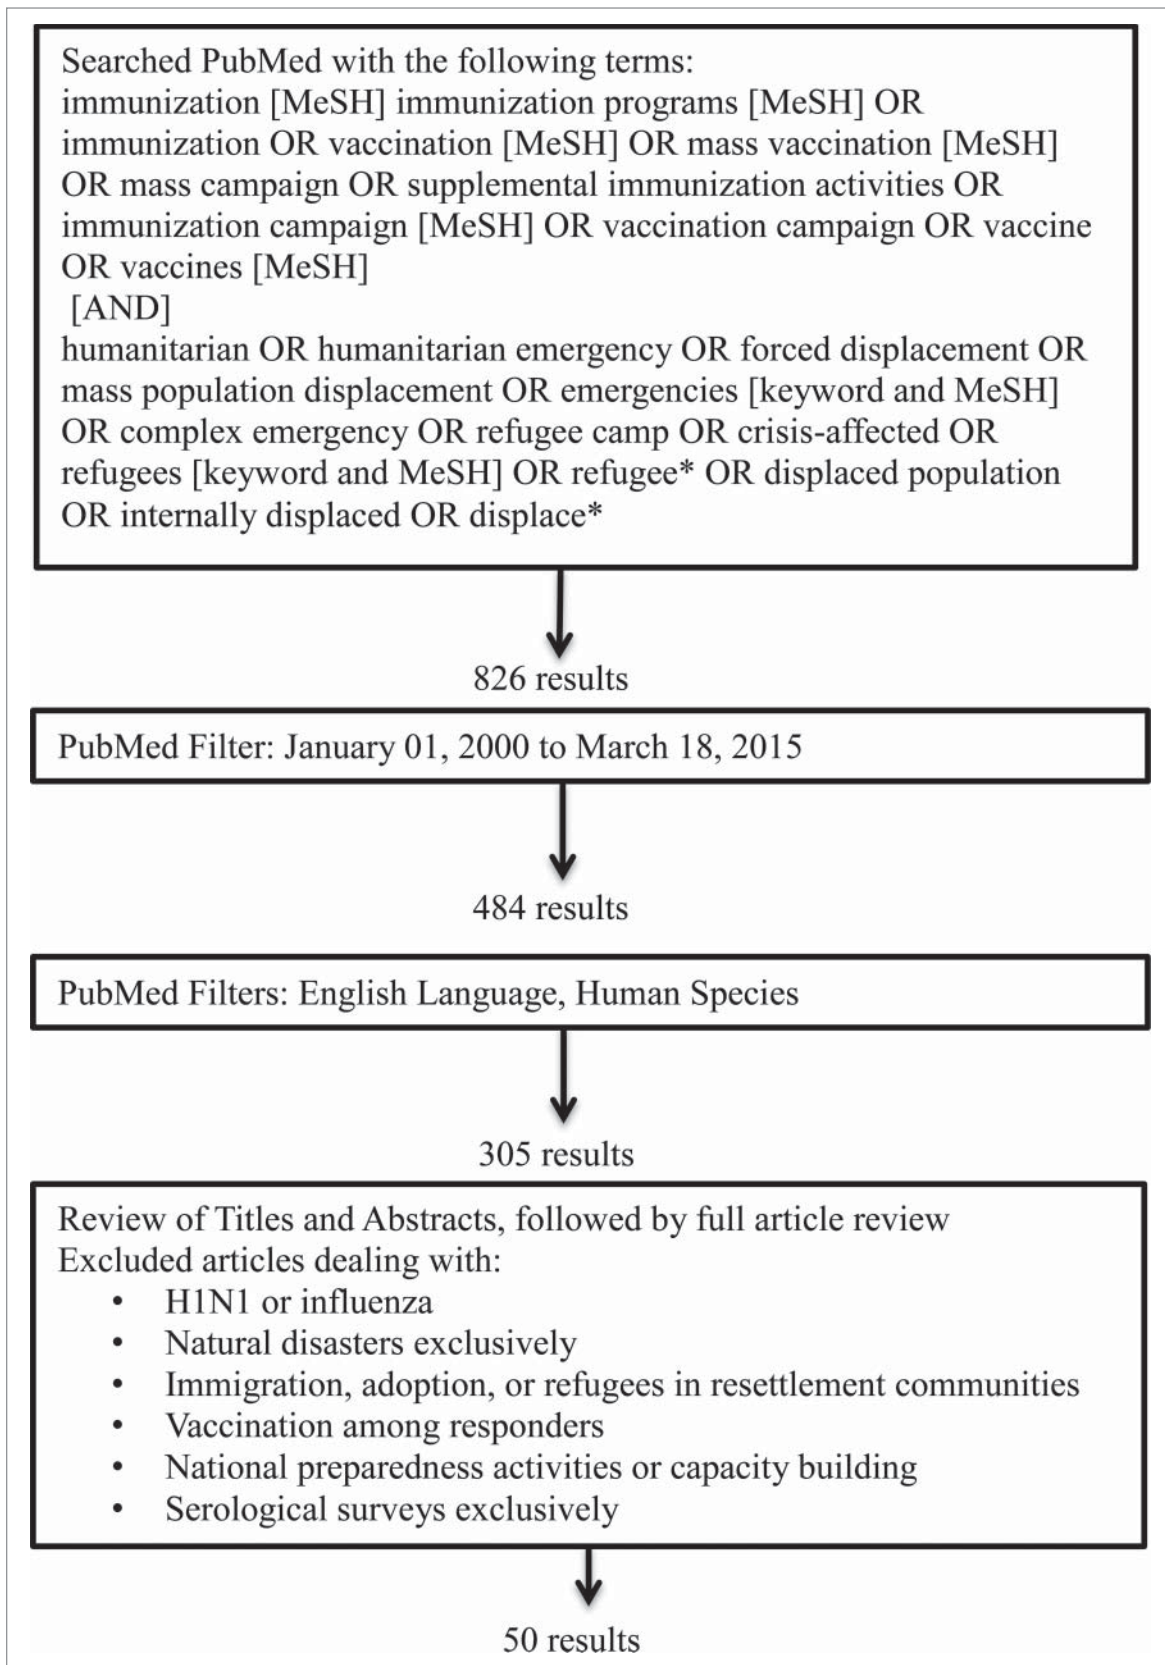 Searched PubMed with the following terms:
immunization [MeSH] immunization programs [MeSH] OR
immunization OR vaccination [MeSH] OR mass vaccination [MeSH]
OR mass campaign OR supplemental immunization activities OR
immunization campaign [MeSH] OR vaccination campaign OR vaccine
OR vaccines [MeSH]
[AND]
humanitarian OR humanitarian emergency OR forced displacement OR
mass population displacement OR emergencies [keyword and MeSH]
OR complex emergency OR refugee camp OR crisis-affected OR
refugees [keyword and MeSH] OR refugee* OR displaced population
OR internally displaced OR displace*
826 results
PubMed Filter: January 01, 2000 to March 18, 2015
484 results
PubMed Filters: English Language, Human Species
305 results
Review of Titles and Abstracts, followed by full article review
Excluded articles dealing with:
• H1N1 or influenza
• Natural disasters exclusively
• Immigration, adoption, or refugees in resettlement communities
• Vaccination among responders
• National preparedness activities or capacity building
• Serological surveys exclusively
50 results